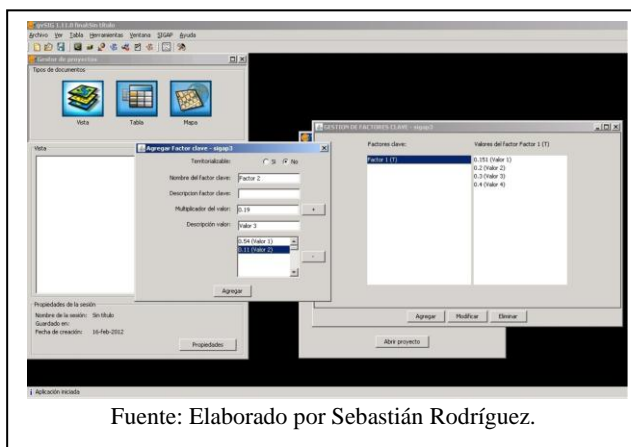 gvSIG 1.11.0 final:Sin título
Archivo Ver Tabla Herramientas Ventana SIGAP Ayuda
Gestor de proyectos
Tipos de documentos
Vista
Tabla
Mapa
Vista
Propiedades de la sesión
Nombre de la sesión: Sin título
Guardado en:
Fecha de creación: 16-feb-2012
Propiedades
Agregar Factor clave - sigap3
Territorializable: Si No
Nombre del factor clave: Factor 2
Descripcion factor clave:
Multiplicador del valor: 0.19
+
Descripción valor: Valor 3
0.54 (Valor 1)
0.11 (Valor 2)
-
Agregar
GESTION DE FACTORES CLAVE - sigap3
Factores clave:
Factor 1 (T)
Valores del factor Factor 1 (T)
0.151 (Valor 1)
0.2 (Valor 2)
0.3 (Valor 3)
0.4 (Valor 4)
Agregar
Modificar
Eliminar
Abrir proyecto
Aplicación iniciada
Fuente: Elaborado por Sebastián Rodríguez.